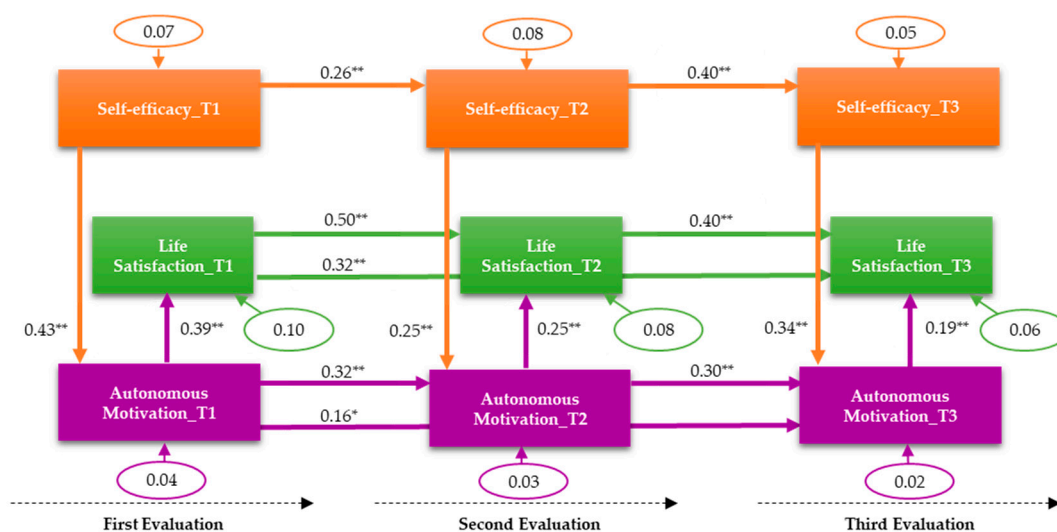 0.07
0.08
0.05
0.26**
0.40**
Self-efficacy_T1
Self-efficacy_T2
Self-efficacy_T3
0.50**
0.40**
Life
Satisfaction_T1
Life
Satisfaction_T2
Life
Satisfaction_T3
0.32**
0.43**
0.39**
0.10
0.25**
0.25**
0.08
0.34**
0.19**
0.06
0.32**
0.30**
Autonomous
Motivation_T1
Autonomous
Motivation_T2
Autonomous
Motivation_T3
0.16*
0.04
0.03
0.02
First Evaluation
Second Evaluation
Third Evaluation